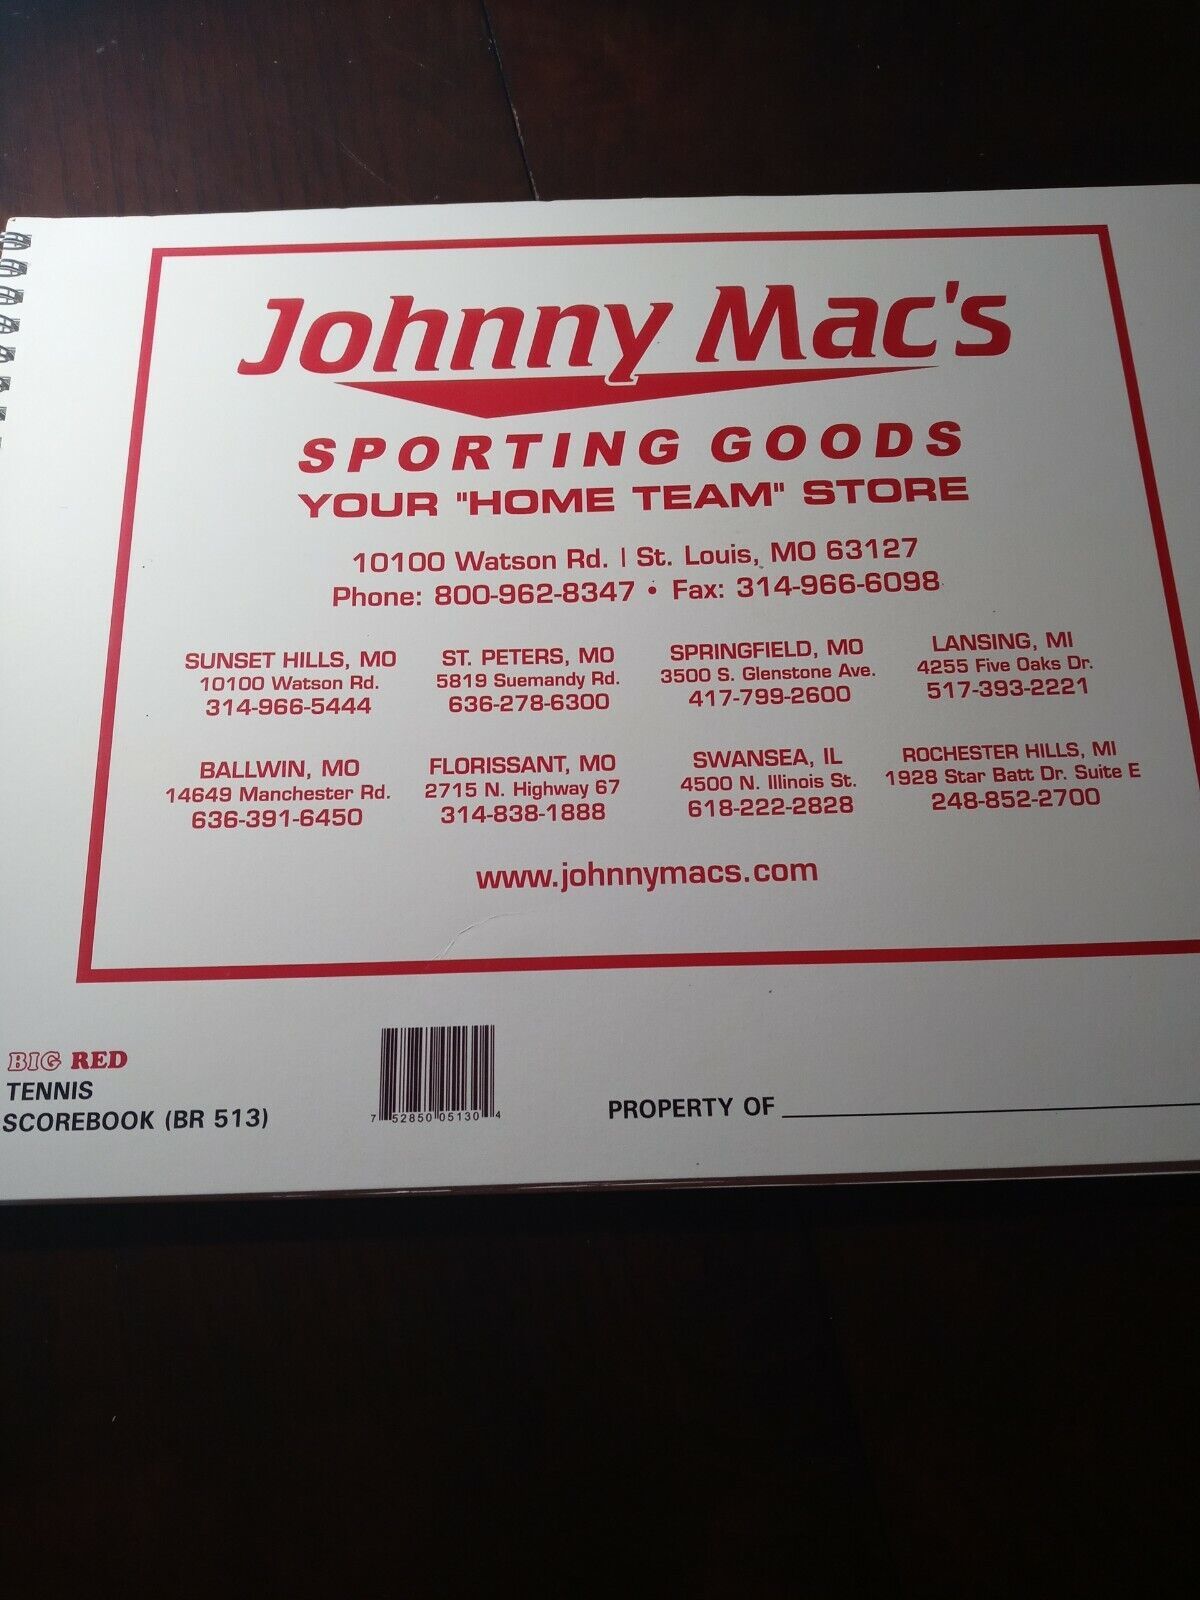 Johnny Mac's
SPORTING GOODS
YOUR "HOME TEAM" STORE
10100 Watson Rd. | St. Louis, MO 63127
Phone: 800-962-8347 • Fax: 314-966-6098
SUNSET HILLS, MO
10100 Watson Rd.
314-966-5444
ST. PETERS, MO
5819 Suemandy Rd.
636-278-6300
SPRINGFIELD, MO
3500 S. Glenstone Ave.
417-799-2600
LANSING, MI
4255 Five Oaks Dr.
517-393-2221
BALLWIN, MO
14649 Manchester Rd.
636-391-6450
FLORISSANT, MO
2715 N. Highway 67
314-838-1888
SWANSEA, IL
4500 N. Illinois St.
618-222-2828
ROCHESTER HILLS, MI
1928 Star Batt Dr. Suite E
248-852-2700
www.johnnymacs.com
BIG RED
TENNIS
SCOREBOOK (BR 513)
7 52850 05130 4
PROPERTY OF